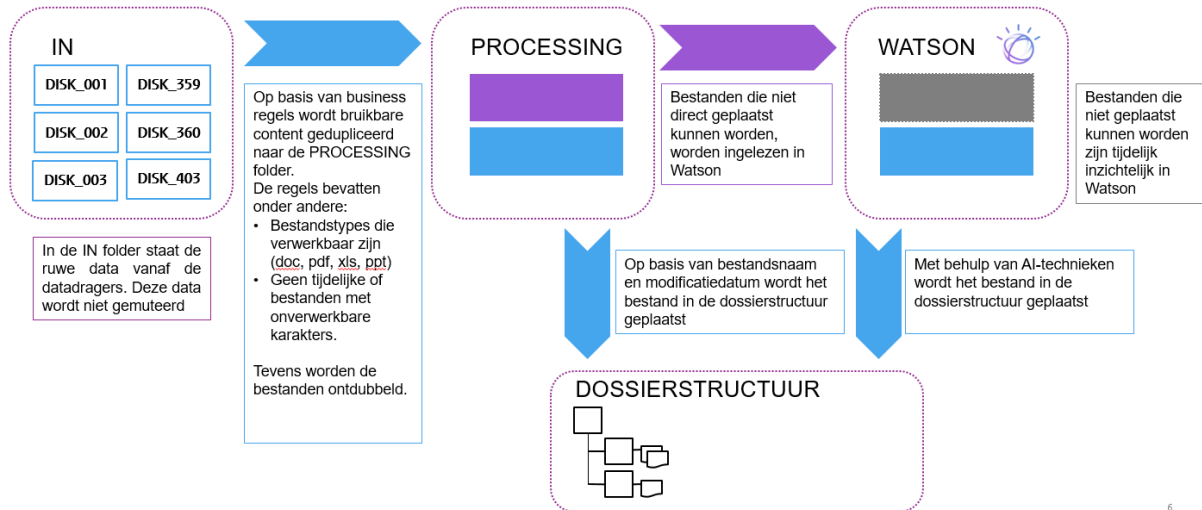 IN
DISK_001
DISK_359
DISK_002
DISK_360
DISK_003
DISK_403
In de IN folder staat de
ruwe data vanaf de
datadragers. Deze data
wordt niet gemuteerd
Op basis van business
regels wordt bruikbare
content gedupliceerd
naar de PROCESSING
folder.
De regels bevatten
onder andere:
• Bestandstypes die
verwerkbaar zijn
(doc, pdf, xls, ppt)
• Geen tijdelijke of
bestanden met
onverwerkbare
karakters.
Tevens worden de
bestanden ontdubbeld.
PROCESSING
Bestanden die niet
direct geplaatst
kunnen worden,
worden ingelezen in
Watson
WATSON
Bestanden die
niet geplaatst
kunnen worden
zijn tijdelijk
inzichtelijk in
Watson
Op basis van bestandsnaam
en modificatiedatum wordt het
bestand in de dossierstructuur
geplaatst
Met behulp van AI-technieken
wordt het bestand in de
dossierstructuur geplaatst
DOSSIERSTRUCTUUR
6